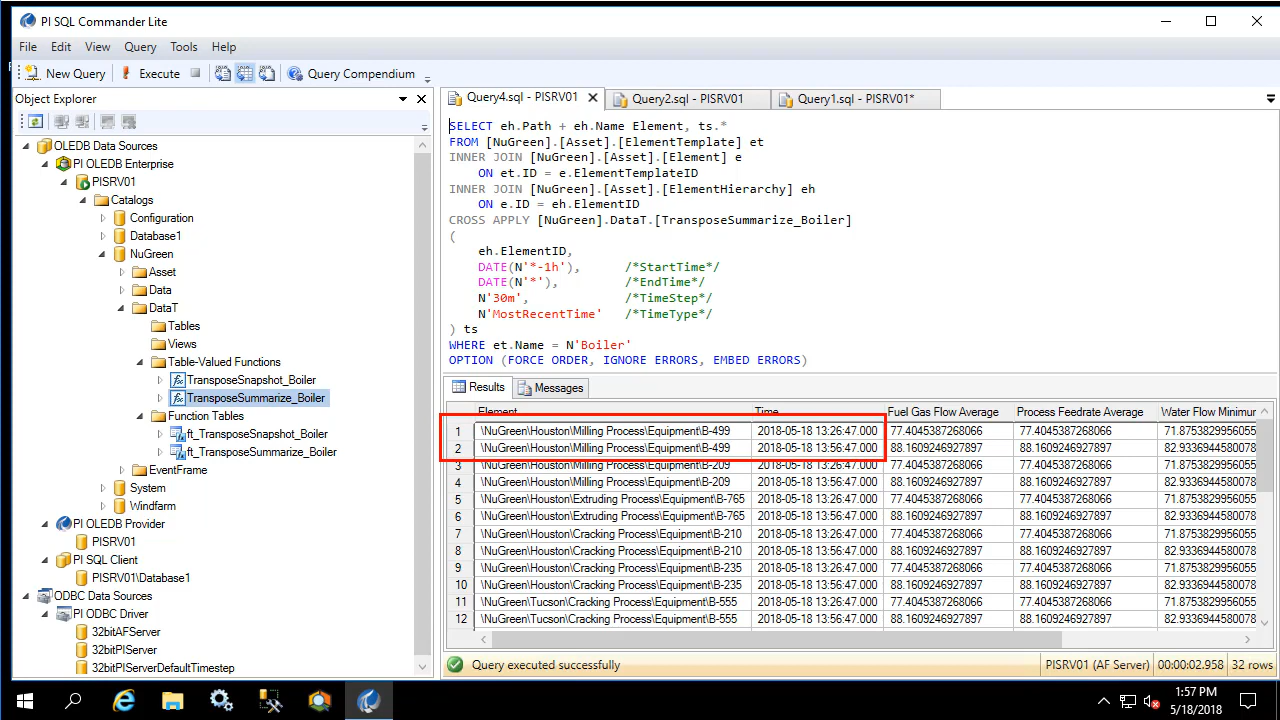 PI SQL Commander Lite
File Edit View Query Tools Help
New Query Execute Query Compendium
Object Explorer
OLEDB Data Sources
PI OLEDB Enterprise
PISRV01
Catalogs
Configuration
Database1
NuGreen
Asset
Data
DataT
Tables
Views
Table-Valued Functions
TransposeSnapshot_Boiler
TransposeSummarize_Boiler
Function Tables
ft_TransposeSnapshot_Boiler
ft_TransposeSummarize_Boiler
EventFrame
System
Windfarm
PI OLEDB Provider
PISRV01
PI SQL Client
PISRV01\Database1
ODBC Data Sources
PI ODBC Driver
32bitAFServer
32bitPIServer
32bitPIServerDefaultTimestep
Query4.sql - PISRV01 Query2.sql - PISRV01 Query1.sql - PISRV01*
SELECT eh.Path + eh.Name Element, ts.*
FROM [NuGreen].[Asset].[ElementTemplate] et
INNER JOIN [NuGreen].[Asset].[Element] e
ON et.ID = e.ElementTemplateID
INNER JOIN [NuGreen].[Asset].[ElementHierarchy] eh
ON e.ID = eh.ElementID
CROSS APPLY [NuGreen].DataT.[TransposeSummarize_Boiler]
(
eh.ElementID,
DATE(N'*-1h'), /*StartTime*/
DATE(N'*'), /*EndTime*/
N'30m', /*TimeStep*/
N'MostRecentTime' /*TimeType*/
) ts
WHERE et.Name = N'Boiler'
OPTION (FORCE ORDER, IGNORE ERRORS, EMBED ERRORS)
Results Messages
Element Time Fuel Gas Flow Average Process Feedrate Average Water Flow Minimum
1 \NuGreen\Houston\Milling Process\Equipment\B-499 2018-05-18 13:26:47.000 77.4045387268066 77.4045387268066 71.8753829956055
2 \NuGreen\Houston\Milling Process\Equipment\B-499 2018-05-18 13:56:47.000 88.1609246927897 88.1609246927897 82.9336944580078
3 \NuGreen\Houston\Milling Process\Equipment\B-209 2018-05-18 13:26:47.000 77.4045387268066 77.4045387268066 71.8753829956055
4 \NuGreen\Houston\Milling Process\Equipment\B-209 2018-05-18 13:56:47.000 88.1609246927897 88.1609246927897 82.9336944580078
5 \NuGreen\Houston\Extruding Process\Equipment\B-765 2018-05-18 13:26:47.000 77.4045387268066 77.4045387268066 71.8753829956055
6 \NuGreen\Houston\Extruding Process\Equipment\B-765 2018-05-18 13:56:47.000 88.1609246927897 88.1609246927897 82.9336944580078
7 \NuGreen\Houston\Cracking Process\Equipment\B-210 2018-05-18 13:26:47.000 77.4045387268066 77.4045387268066 71.8753829956055
8 \NuGreen\Houston\Cracking Process\Equipment\B-210 2018-05-18 13:56:47.000 88.1609246927897 88.1609246927897 82.9336944580078
9 \NuGreen\Houston\Cracking Process\Equipment\B-235 2018-05-18 13:26:47.000 77.4045387268066 77.4045387268066 71.8753829956055
10 \NuGreen\Houston\Cracking Process\Equipment\B-235 2018-05-18 13:56:47.000 88.1609246927897 88.1609246927897 82.9336944580078
11 \NuGreen\Tucson\Cracking Process\Equipment\B-555 2018-05-18 13:26:47.000 77.4045387268066 77.4045387268066 71.8753829956055
12 \NuGreen\Tucson\Cracking Process\Equipment\B-555 2018-05-18 13:56:47.000 88.1609246927897 88.1609246927897 82.9336944580078
Query executed successfully PISRV01 (AF Server) 00:00:02.958 32 rows
1:57 PM
5/18/2018